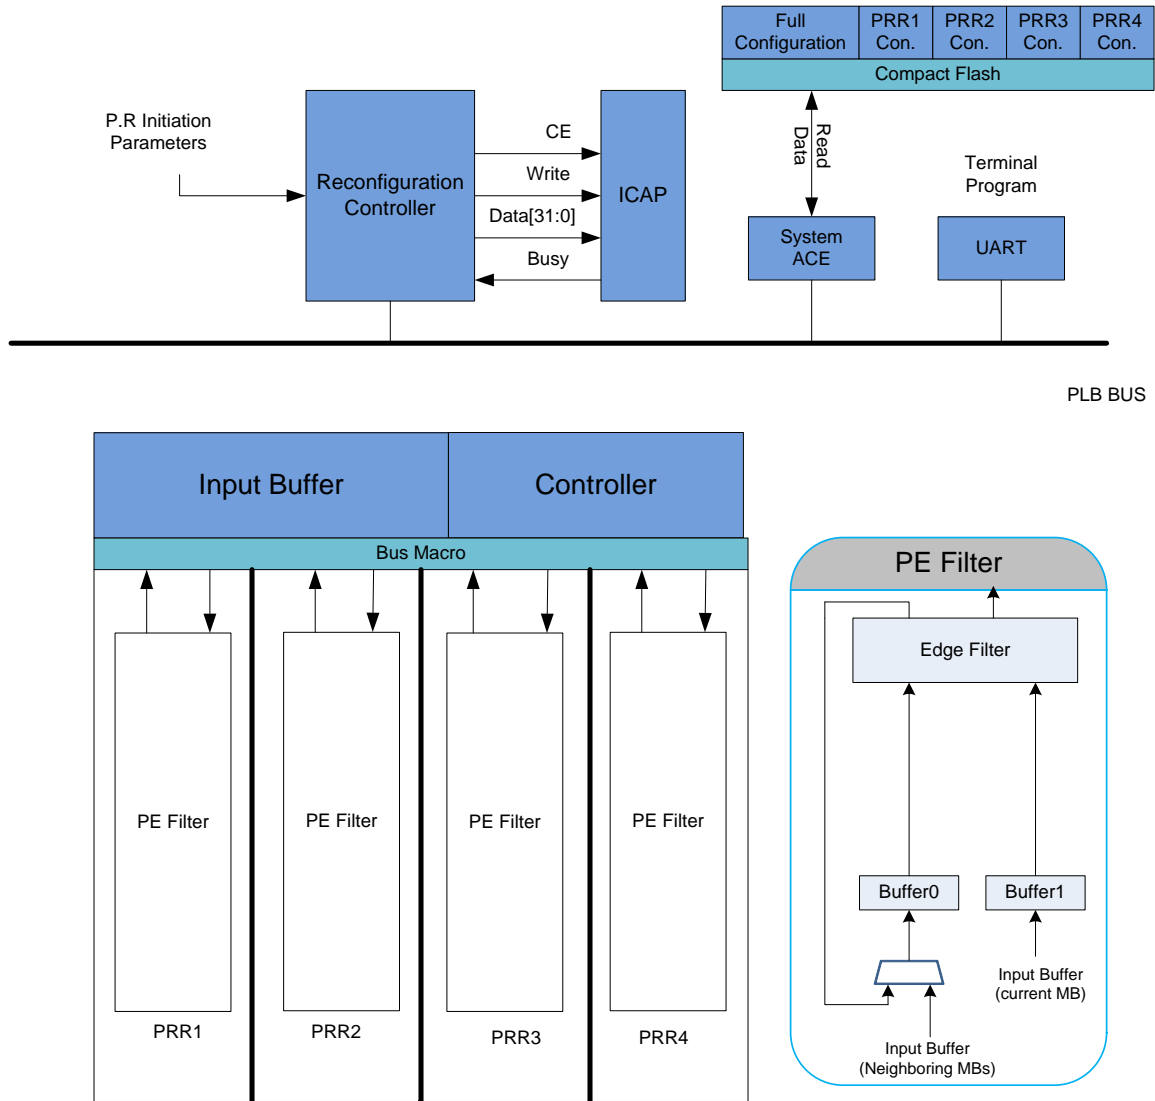 Full
Configuration
PRR1
Con.
PRR2
Con.
PRR3
Con.
PRR4
Con.
Compact Flash
P.R Initiation
Parameters
Reconfiguration
Controller
CE
Write
Data[31:0]
Busy
ICAP
Read
Data
System
ACE
Terminal
Program
UART
PLB BUS
Input Buffer
Controller
Bus Macro
PE Filter
PE Filter
PE Filter
PE Filter
PRR1
PRR2
PRR3
PRR4
PE Filter
Edge Filter
Buffer0
Buffer1
Input Buffer
(current MB)
Input Buffer
(Neighboring MBs)